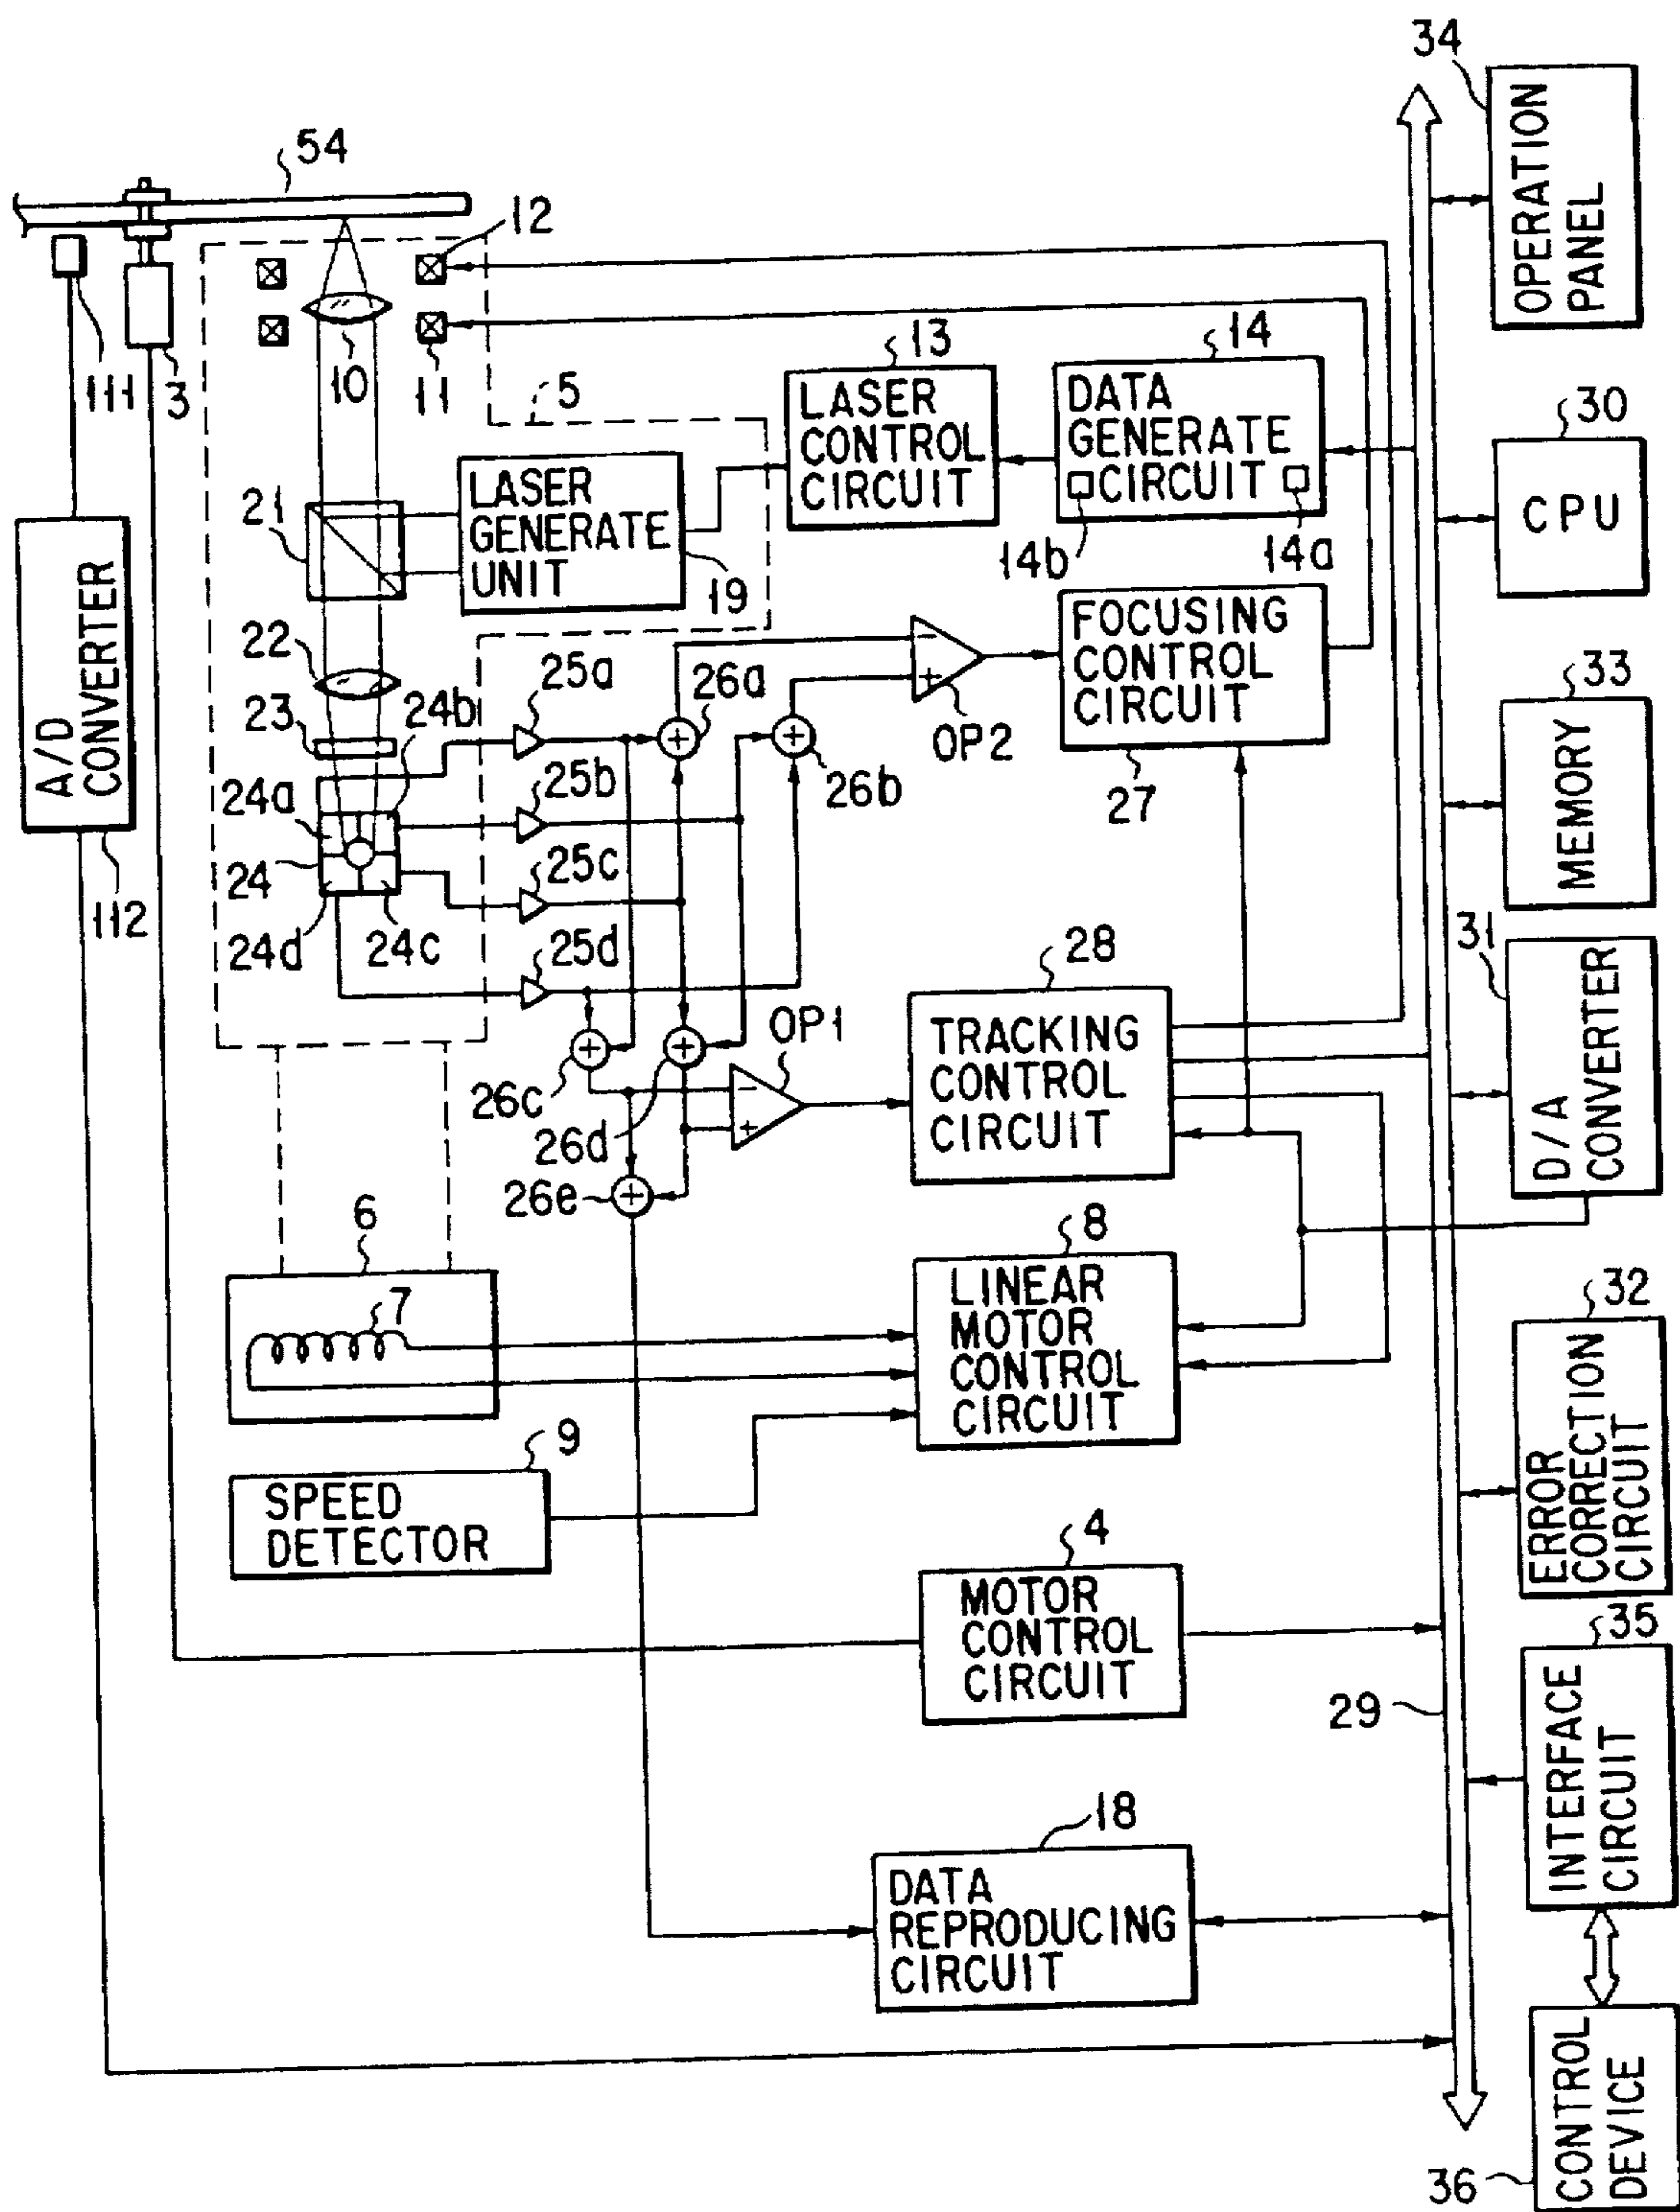 34
OPERATION
PANEL
54
12
111
3
10
11
5
13
LASER
CONTROL
CIRCUIT
14
DATA
GENERATE
CIRCUIT
14b
14a
30
CPU
21
LASER
GENERATE
UNIT
19
A/D
CONVERTER
112
22
23
24a
24b
24
24d
24c
25a
25b
25c
25d
26a
+
26b
+
-
+
OP2
FOCUSING
CONTROL
CIRCUIT
27
33
MEMORY
31
D/A
CONVERTER
28
TRACKING
CONTROL
CIRCUIT
OP1
-
+
+
26c
+
26d
26e
+
6
7
8
LINEAR
MOTOR
CONTROL
CIRCUIT
32
ERROR
CORRECTION
CIRCUIT
9
SPEED
DETECTOR
4
MOTOR
CONTROL
CIRCUIT
29
35
INTERFACE
CIRCUIT
18
DATA
REPRODUCING
CIRCUIT
36
CONTROL
DEVICE